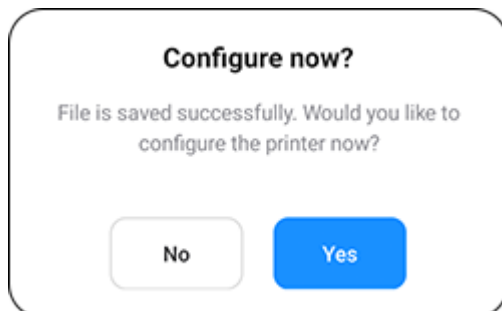 Configure now?
File is saved successfully. Would you like to
configure the printer now?
No
Yes